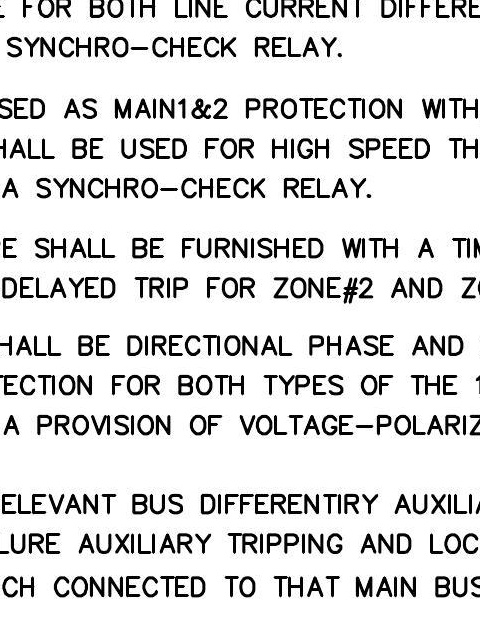 FOR BOTH LINE CURRENT DIFFERE
SYNCHRO-CHECK RELAY.
SED AS MAIN1&2 PROTECTION WITH
HALL BE USED FOR HIGH SPEED TH
A SYNCHRO-CHECK RELAY.
PE SHALL BE FURNISHED WITH A TIM
DELAYED TRIP FOR ZONE#2 AND ZO
HALL BE DIRECTIONAL PHASE AND
TECTION FOR BOTH TYPES OF THE 1
A PROVISION OF VOLTAGE-POLARIZ
ELEVANT BUS DIFFERENTIRY AUXILIA
LURE AUXILIARY TRIPPING AND LOC
CH CONNECTED TO THAT MAIN BUS